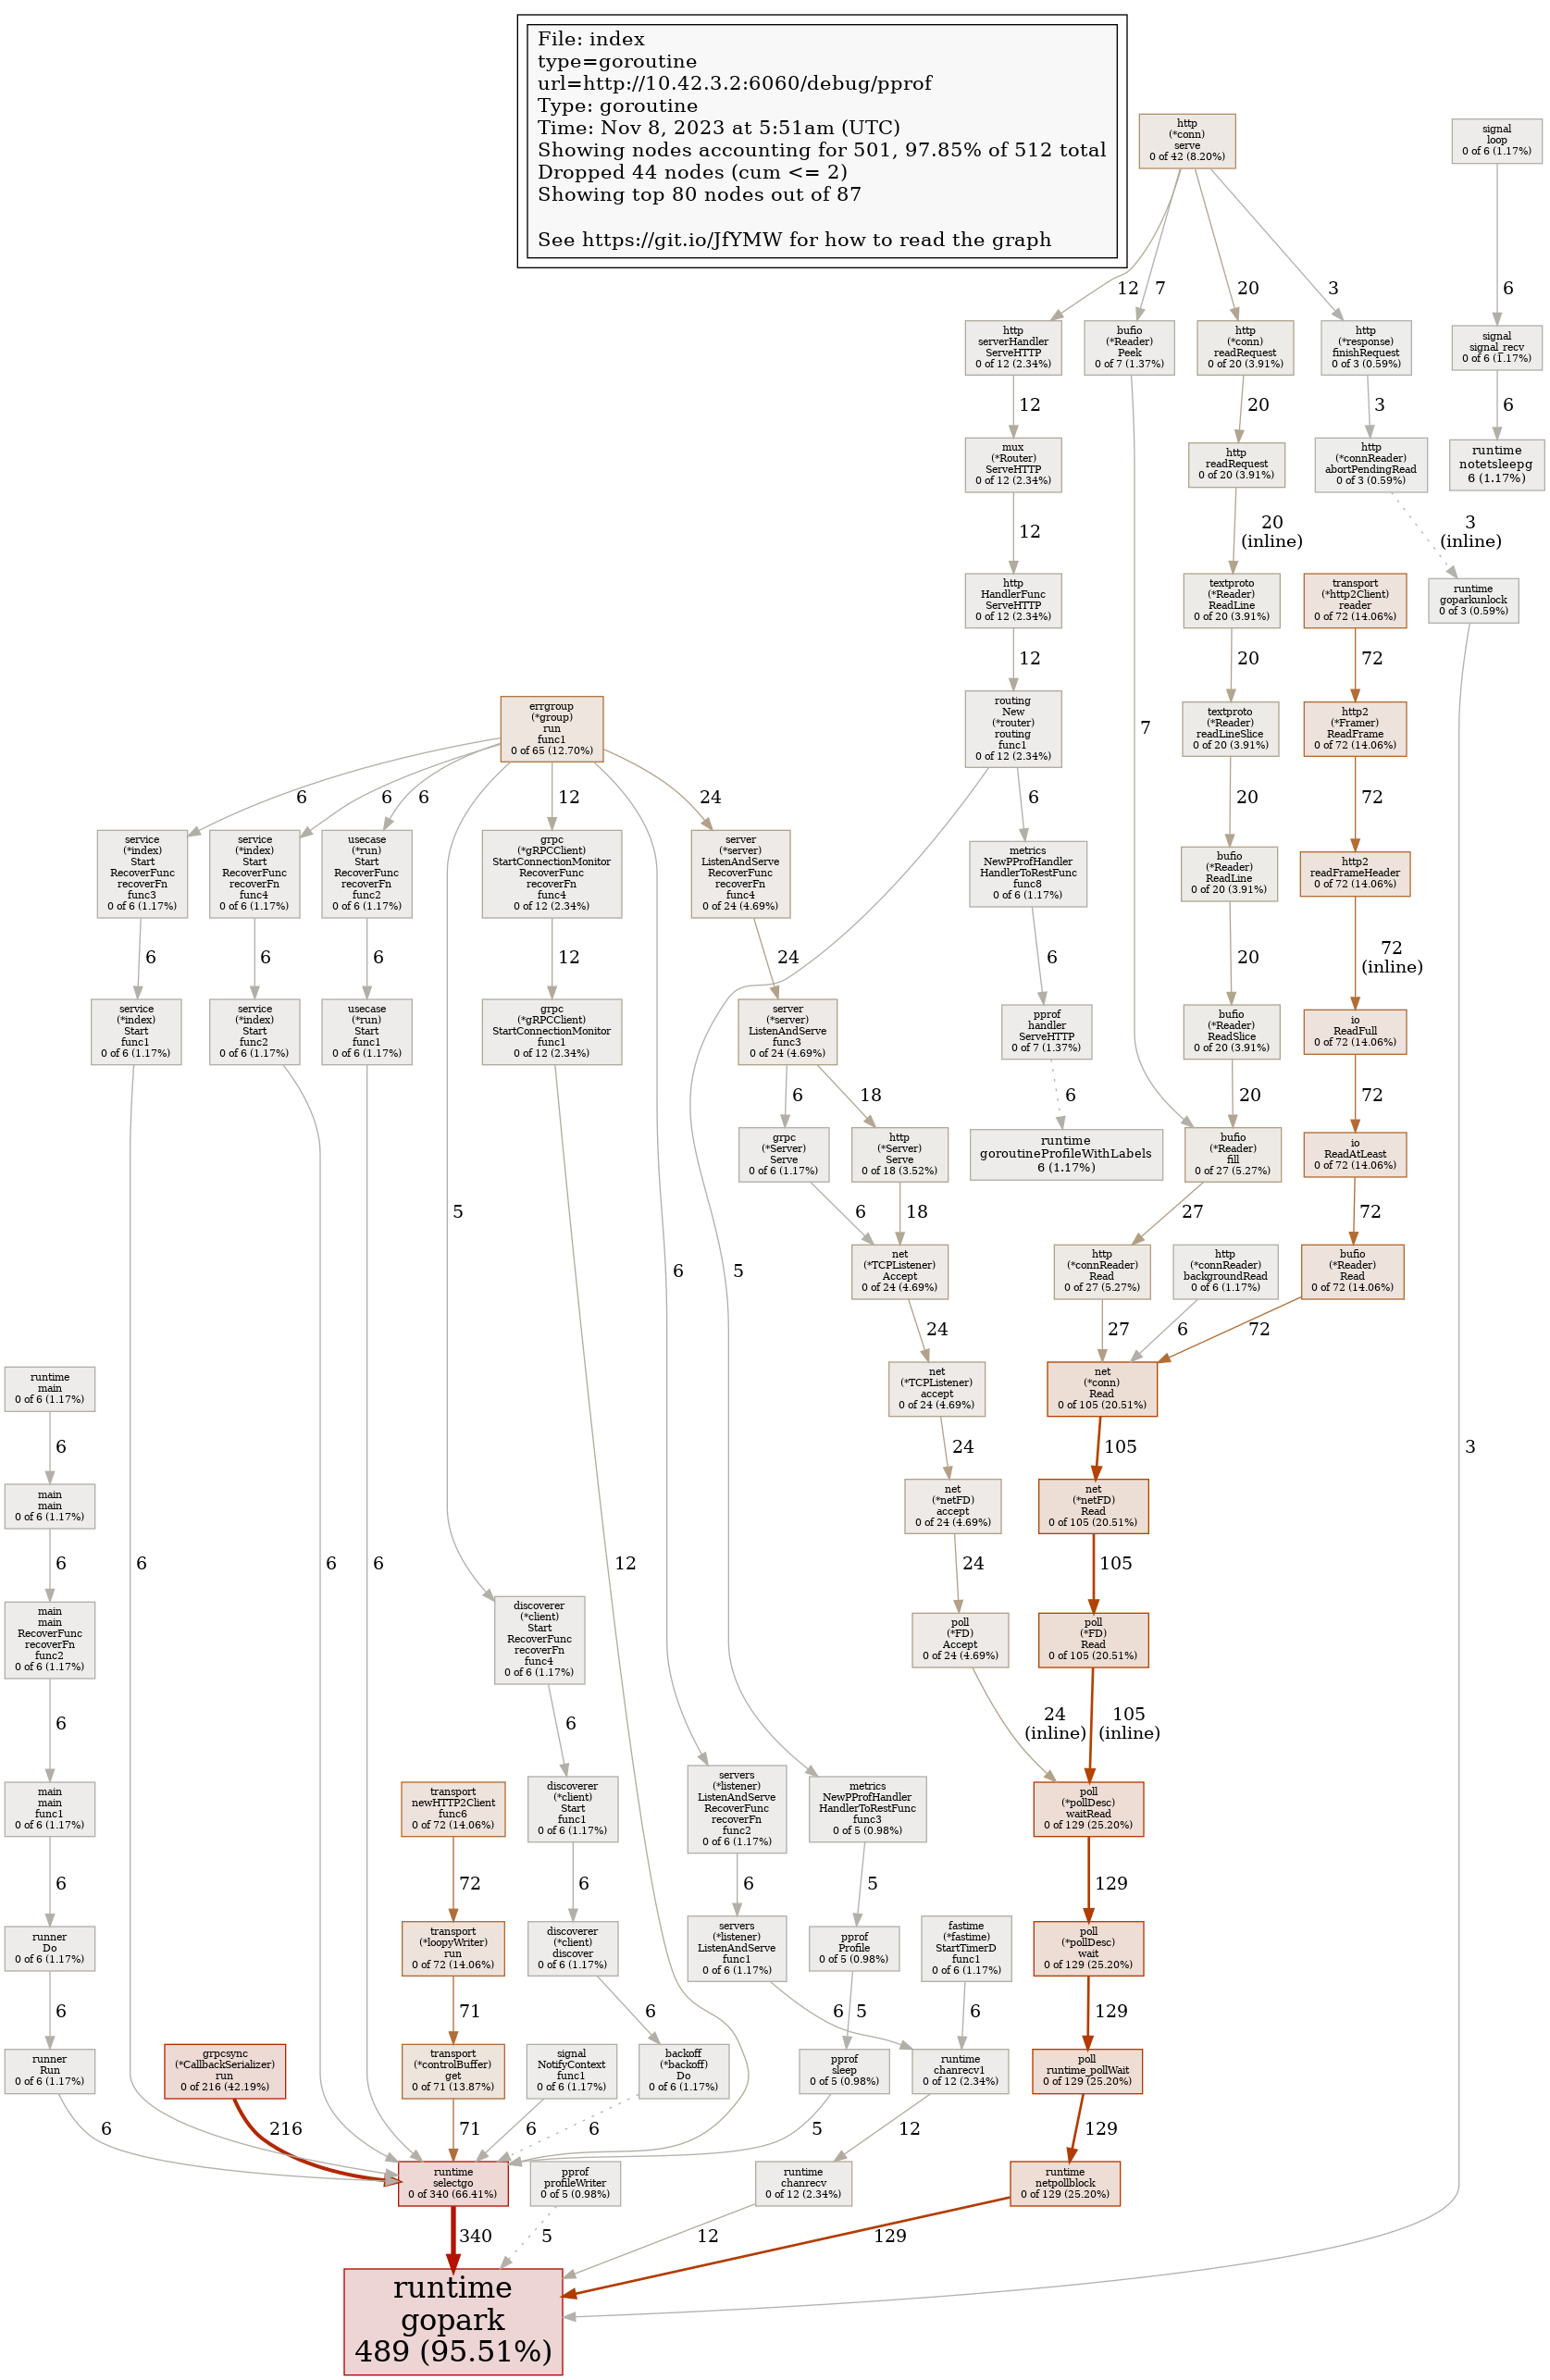 File: index
type=goroutine
url=http://10.42.3.2:6060/debug/pprof
Type: goroutine
Time: Nov 8, 2023 at 5:51am (UTC)
Showing nodes accounting for 501, 97.85% of 512 total
Dropped 44 nodes (cum <= 2)
Showing top 80 nodes out of 87
See https://git.io/JfYMW for how to read the graph
http
(*conn)
serve
0 of 42 (8.20%)
signal
loop
0 of 6 (1.17%)
12
7
20
3
6
http
serverHandler
ServeHTTP
0 of 12 (2.34%)
bufio
(*Reader)
Peek
0 of 7 (1.37%)
http
(*conn)
readRequest
0 of 20 (3.91%)
http
(*response)
finishRequest
0 of 3 (0.59%)
signal
signal_recv
0 of 6 (1.17%)
12
20
3
6
mux
(*Router)
ServeHTTP
0 of 12 (2.34%)
http
readRequest
0 of 20 (3.91%)
http
(*connReader)
abortPendingRead
0 of 3 (0.59%)
runtime
notetsleepg
6 (1.17%)
12
20
(inline)
3
(inline)
http
HandlerFunc
ServeHTTP
0 of 12 (2.34%)
textproto
(*Reader)
ReadLine
0 of 20 (3.91%)
transport
(*http2Client)
reader
0 of 72 (14.06%)
runtime
goparkunlock
0 of 3 (0.59%)
12
20
72
errgroup
(*group)
run
func1
0 of 65 (12.70%)
routing
New
(*router)
routing
func1
0 of 12 (2.34%)
textproto
(*Reader)
readLineSlice
0 of 20 (3.91%)
http2
(*Framer)
ReadFrame
0 of 72 (14.06%)
7
6
6
6
12
24
6
20
72
service
(*index)
Start
RecoverFunc
recoverFn
func3
0 of 6 (1.17%)
service
(*index)
Start
RecoverFunc
recoverFn
func4
0 of 6 (1.17%)
usecase
(*run)
Start
RecoverFunc
recoverFn
func2
0 of 6 (1.17%)
grpc
(*gRPCClient)
StartConnectionMonitor
RecoverFunc
recoverFn
func4
0 of 12 (2.34%)
server
(*server)
ListenAndServe
RecoverFunc
recoverFn
func4
0 of 24 (4.69%)
metrics
NewPProfHandler
HandlerToRestFunc
func8
0 of 6 (1.17%)
bufio
(*Reader)
ReadLine
0 of 20 (3.91%)
http2
readFrameHeader
0 of 72 (14.06%)
6
6
6
12
24
6
20
72
(inline)
service
(*index)
Start
func1
0 of 6 (1.17%)
service
(*index)
Start
func2
0 of 6 (1.17%)
usecase
(*run)
Start
func1
0 of 6 (1.17%)
grpc
(*gRPCClient)
StartConnectionMonitor
func1
0 of 12 (2.34%)
server
(*server)
ListenAndServe
func3
0 of 24 (4.69%)
pprof
handler
ServeHTTP
0 of 7 (1.37%)
bufio
(*Reader)
ReadSlice
0 of 20 (3.91%)
io
ReadFull
0 of 72 (14.06%)
6
18
6
20
72
grpc
(*Server)
Serve
0 of 6 (1.17%)
http
(*Server)
Serve
0 of 18 (3.52%)
runtime
goroutineProfileWithLabels
6 (1.17%)
bufio
(*Reader)
fill
0 of 27 (5.27%)
io
ReadAtLeast
0 of 72 (14.06%)
5
6
18
27
72
6
5
net
(*TCPListener)
Accept
0 of 24 (4.69%)
http
(*connReader)
Read
0 of 27 (5.27%)
http
(*connReader)
backgroundRead
0 of 6 (1.17%)
bufio
(*Reader)
Read
0 of 72 (14.06%)
24
27
6
72
runtime
main
0 of 6 (1.17%)
net
(*TCPListener)
accept
0 of 24 (4.69%)
net
(*conn)
Read
0 of 105 (20.51%)
6
24
105
3
main
main
0 of 6 (1.17%)
net
(*netFD)
accept
0 of 24 (4.69%)
net
(*netFD)
Read
0 of 105 (20.51%)
6
6
6
6
12
24
105
main
main
RecoverFunc
recoverFn
func2
0 of 6 (1.17%)
discoverer
(*client)
Start
RecoverFunc
recoverFn
func4
0 of 6 (1.17%)
poll
(*FD)
Accept
0 of 24 (4.69%)
poll
(*FD)
Read
0 of 105 (20.51%)
6
6
24
(inline)
105
(inline)
main
main
func1
0 of 6 (1.17%)
transport
newHTTP2Client
func6
0 of 72 (14.06%)
discoverer
(*client)
Start
func1
0 of 6 (1.17%)
servers
(*listener)
ListenAndServe
RecoverFunc
recoverFn
func2
0 of 6 (1.17%)
metrics
NewPProfHandler
HandlerToRestFunc
func3
0 of 5 (0.98%)
poll
(*pollDesc)
waitRead
0 of 129 (25.20%)
6
72
6
6
5
129
runner
Do
0 of 6 (1.17%)
transport
(*loopyWriter)
run
0 of 72 (14.06%)
discoverer
(*client)
discover
0 of 6 (1.17%)
servers
(*listener)
ListenAndServe
func1
0 of 6 (1.17%)
pprof
Profile
0 of 5 (0.98%)
fastime
(*fastime)
StartTimerD
func1
0 of 6 (1.17%)
poll
(*pollDesc)
wait
0 of 129 (25.20%)
6
71
6
6
5
6
129
runner
Run
0 of 6 (1.17%)
grpcsync
(*CallbackSerializer)
run
0 of 216 (42.19%)
transport
(*controlBuffer)
get
0 of 71 (13.87%)
signal
NotifyContext
func1
0 of 6 (1.17%)
backoff
(*backoff)
Do
0 of 6 (1.17%)
pprof
sleep
0 of 5 (0.98%)
runtime
chanrecv1
0 of 12 (2.34%)
poll
runtime_pollWait
0 of 129 (25.20%)
6
216
71
6
6
5
12
129
runtime
selectgo
0 of 340 (66.41%)
pprof
profileWriter
0 of 5 (0.98%)
runtime
chanrecv
0 of 12 (2.34%)
runtime
netpollblock
0 of 129 (25.20%)
340
5
12
129
runtime
gopark
489 (95.51%)